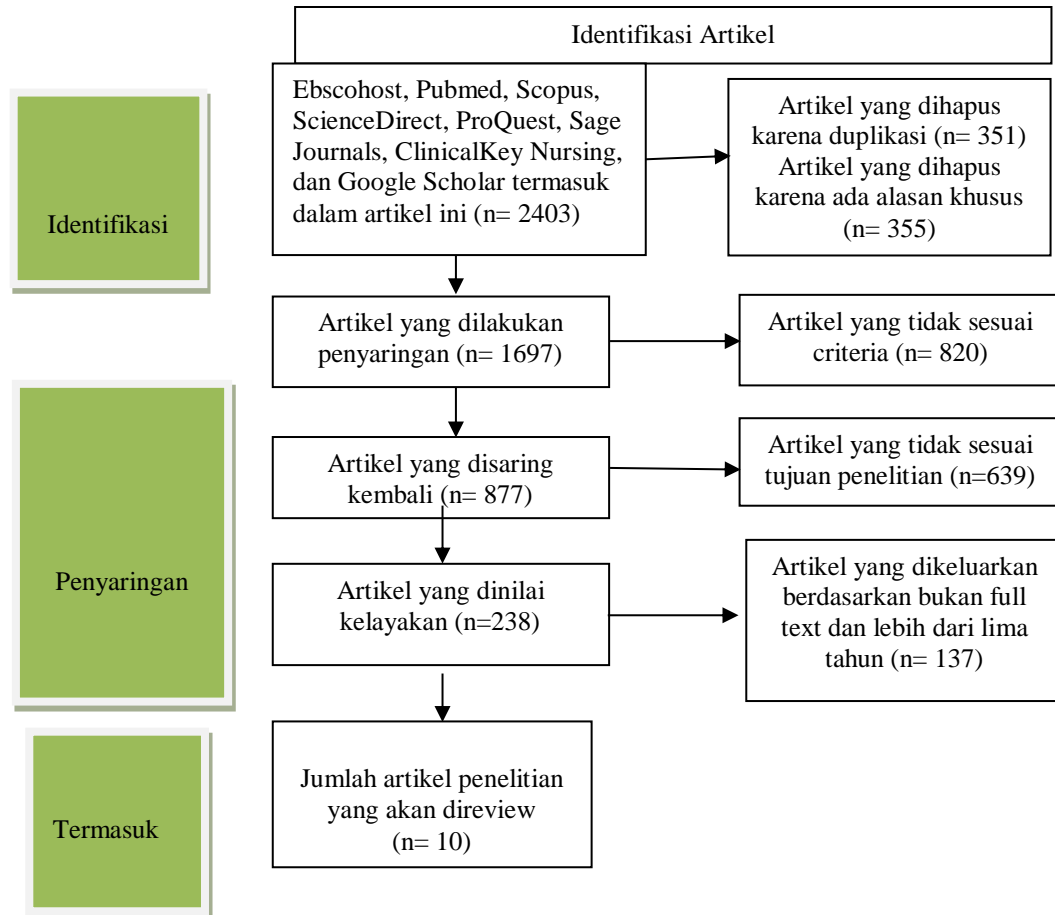 Identifikasi Artikel
Identifikasi
Ebscohost, Pubmed, Scopus,
ScienceDirect, ProQuest, Sage
Journals, ClinicalKey Nursing,
dan Google Scholar termasuk
dalam artikel ini (n= 2403)
Artikel yang dihapus
karena duplikasi (n= 351)
Artikel yang dihapus
karena ada alasan khusus
(n= 355)
Artikel yang dilakukan
penyaringan (n= 1697)
Artikel yang tidak sesuai
criteria (n= 820)
Penyaringan
Artikel yang disaring
kembali (n= 877)
Artikel yang tidak sesuai
tujuan penelitian (n=639)
Artikel yang dinilai
kelayakan (n=238)
Artikel yang dikeluarkan
berdasarkan bukan full
text dan lebih dari lima
tahun (n= 137)
Termasuk
Jumlah artikel penelitian
yang akan direview
(n= 10)